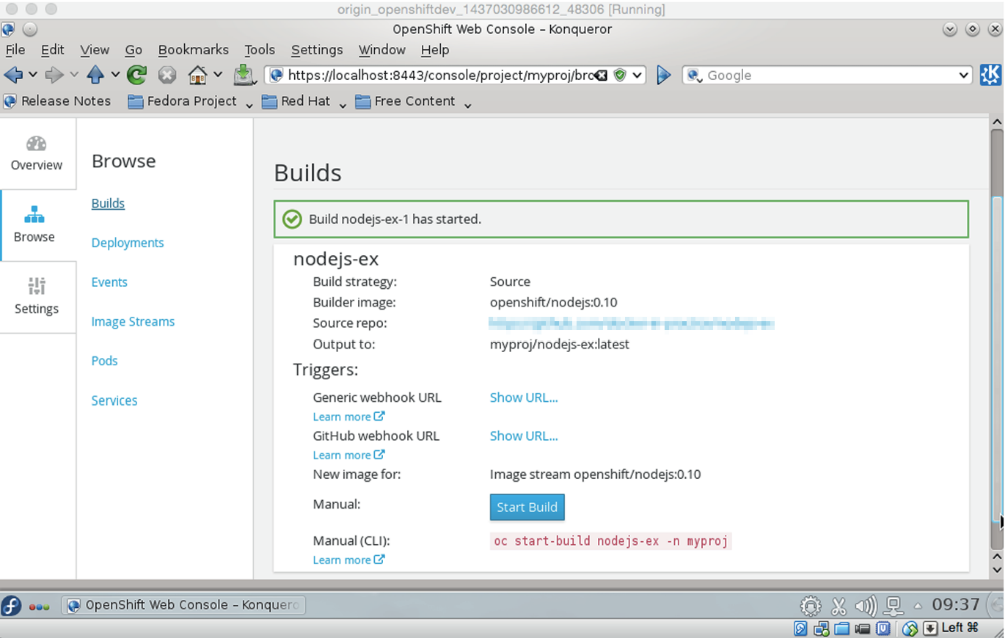 origin_openshiftdev_1437030986612_48306 [Running]
OpenShift Web Console – Konqueror
File Edit View Go Bookmarks Tools Settings Window Help
https://localhost:8443/console/project/myproj/bro Google
Release Notes Fedora Project Red Hat Free Content
Overview
Browse
Settings
Browse
Builds
Deployments
Events
Image Streams
Pods
Services
Builds
Build nodejs-ex-1 has started.
nodejs-ex
Build strategy: Source
Builder image: openshift/nodejs:0.10
Source repo:
Output to: myproj/nodejs-ex:latest
Triggers:
Generic webhook URL Show URL...
Learn more
GitHub webhook URL Show URL...
Learn more
New image for: Image stream openshift/nodejs:0.10
Manual: Start Build
Manual (CLI): oc start-build nodejs-ex -n myproj
Learn more
OpenShift Web Console – Konquero 09:37
Left ⌘